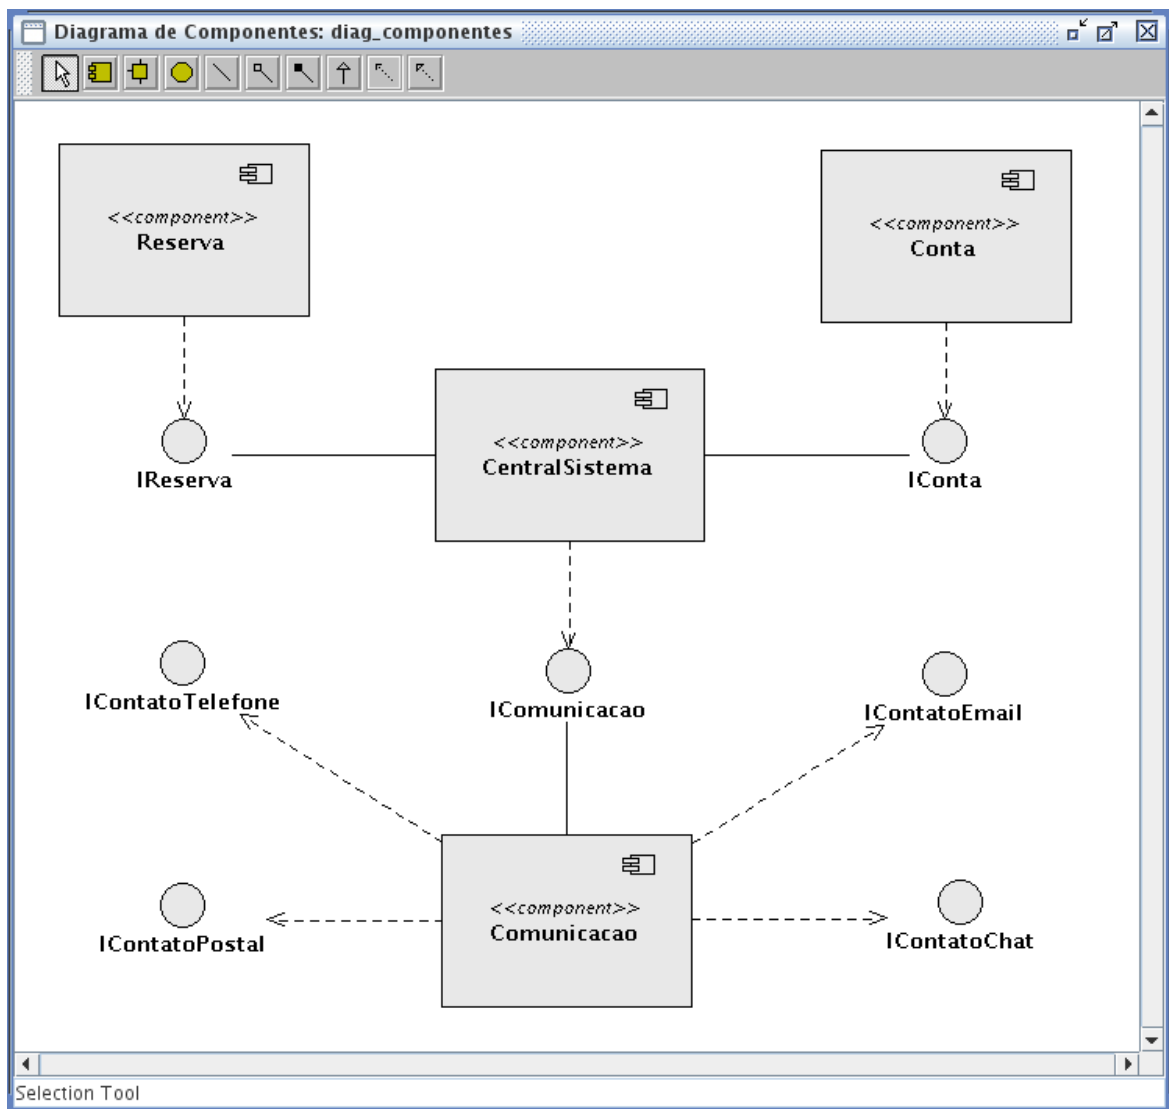 Diagrama de Componentes: diag_componentes
<<component>>
Reserva
<<component>>
Conta
<<component>>
CentralSistema
IReserva
IConta
IContatoTelefone
IComunicacao
IContatoEmail
<<component>>
Comunicacao
IContatoPostal
IContatoChat
Selection Tool